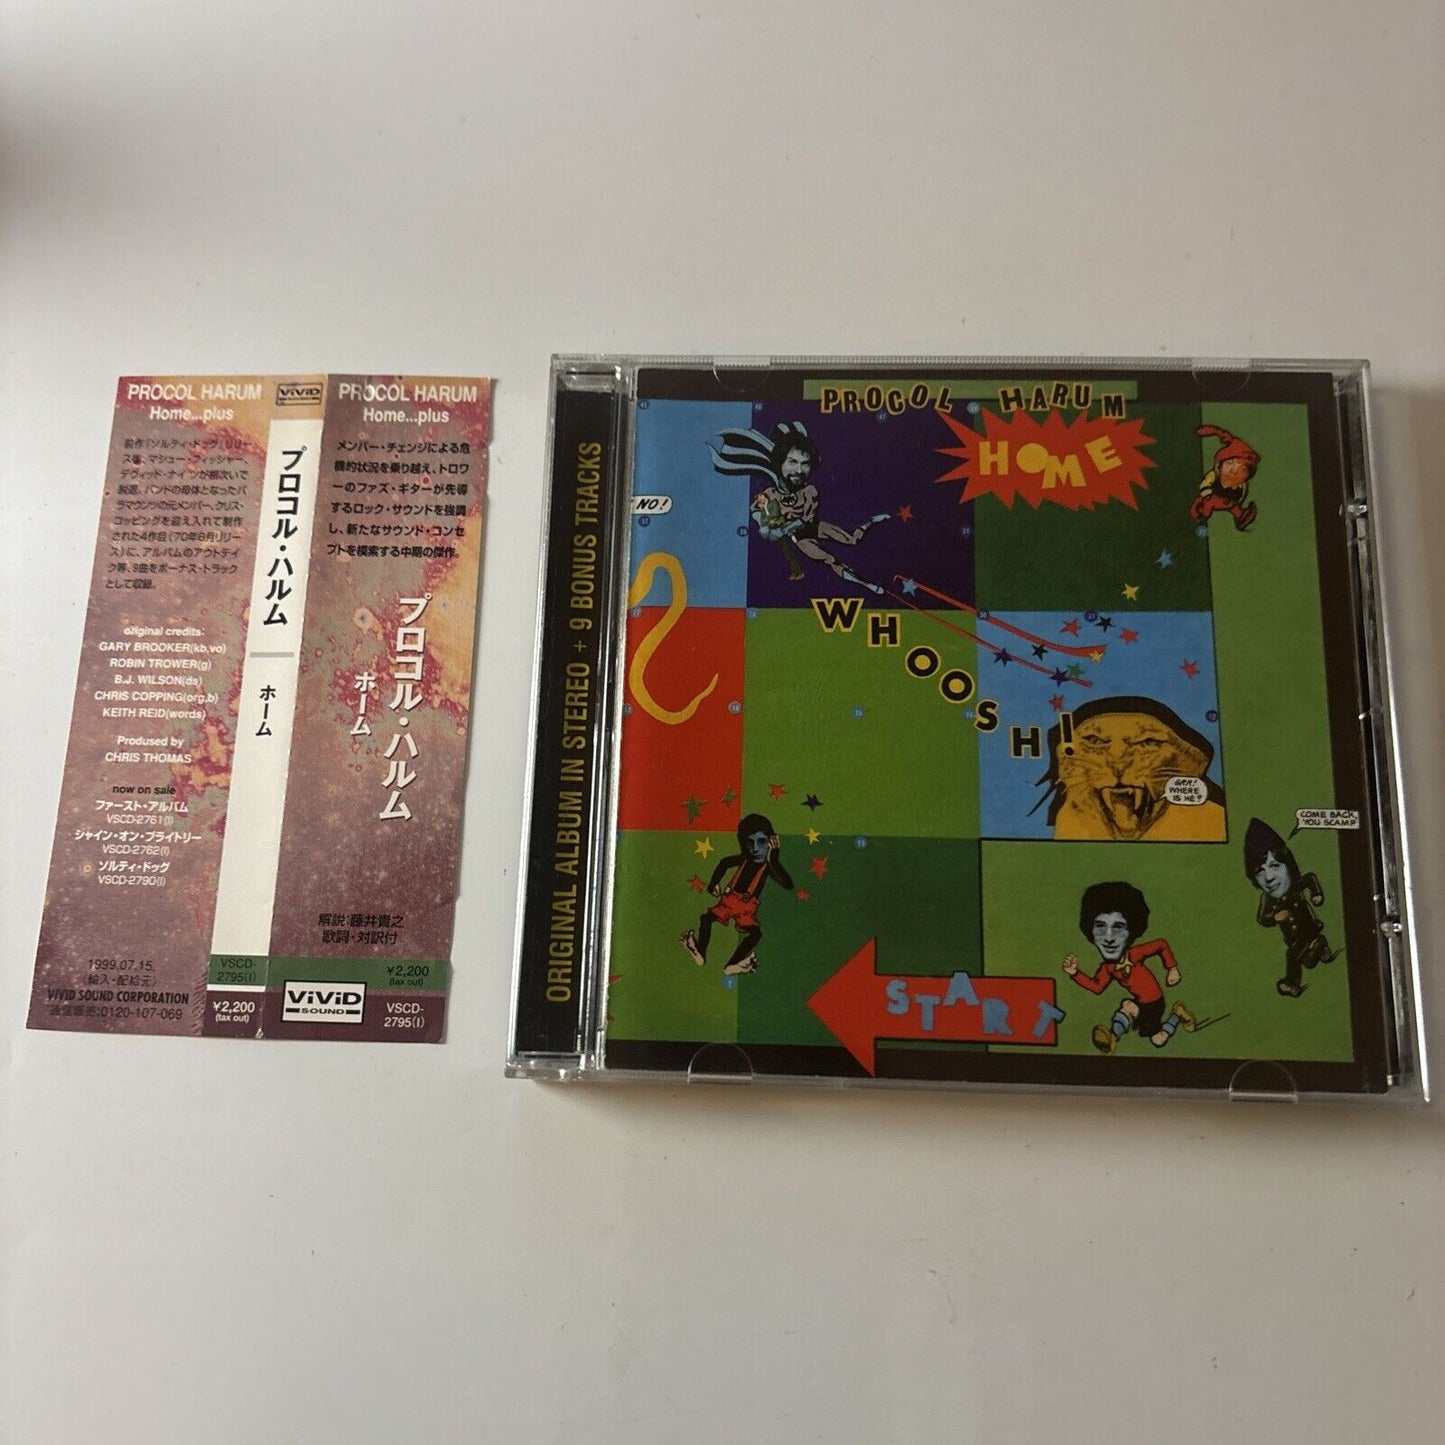 PROCOL HARUM
Home...plus
前作『ソルティ・ドッグ』リリー
ス後、マシュー・フィッシャー、
デヴィッド・ナイツが相次いで
脱退。バンドの母体となったパ
ラマウンツの元メンバー、クリス・
コッピングを迎え入れて制作
された4作目('70年6月リリー
ス)に、アルバムのアウトテイ
ク等、9曲をボーナス・トラック
として収録。
original credits-
GARY BROOKER(kb,vo)
ROBIN TROWER(g)
B.J. WILSON(ds)
CHRIS COPPING(org,b)
KEITH REID(words)
Prodused by
CHRIS THOMAS
now on sale
ファースト・アルバム
VSCD-2761(I)
シャイン・オン・ブライトリー
VSCD-2762(I)
ソルティ・ドッグ
VSCD-2790(I)
1999.07.15.
(輸入・配給元)
ViViD SOUND CORPORATION
通信販売:0120-107-069
ViViD
SOUND
プロコル・ハルム
ホーム
VSCD-
2795(I)
¥2,200
(tax out)
PROCOL HARUM
Home...plus
メンバー・チェンジによる危
機的状況を乗り越え、トロワ
ーのファズ・ギターが先導
するロック・サウンドを強調
し、新たなサウンド・コンセ
プトを模索する中期の傑作。
プロコル・ハルム
ホーム
解説:藤井貴之
歌詞・対訳付
¥2,200
(tax out)
ViViD
SOUND
VSCD-
2795(I)
ORIGINAL ALBUM IN STEREO + 9 BONUS TRACKS
PROCOL HARUM
HOME
NO!
WHOOSH!
GRR!
WHERE
IS HE?
COME BACK,
YOU SCAMP
START